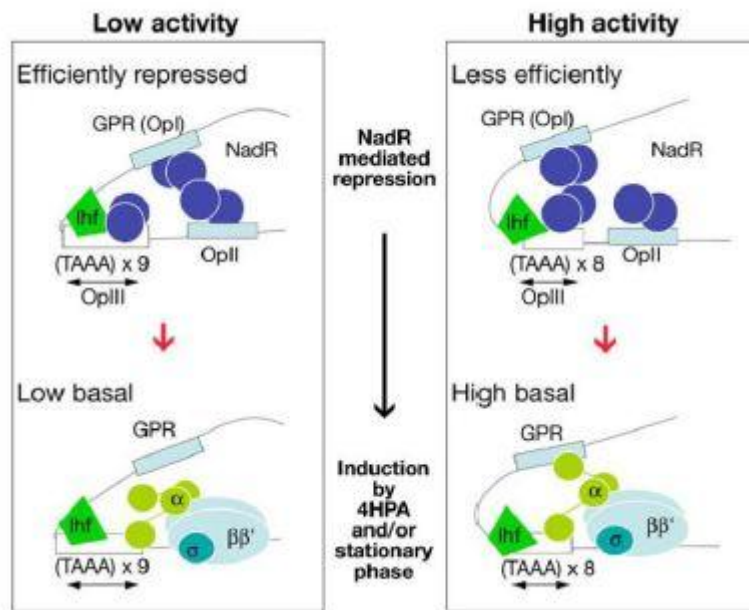 Low activity
Efficiently repressed
GPR (OpI)
NadR
Ihf
OpII
(TAAA) x 9
OpIII
Low basal
GPR
Ihf
α
ββ'
σ
(TAAA) x 9
NadR
mediated
repression
Induction
by
4HPA
and/or
stationary
phase
High activity
Less efficiently
GPR (OpI)
NadR
Ihf
(TAAA) x 8
OpII
OpIII
High basal
GPR
Ihf
α
ββ'
σ
(TAAA) x 8